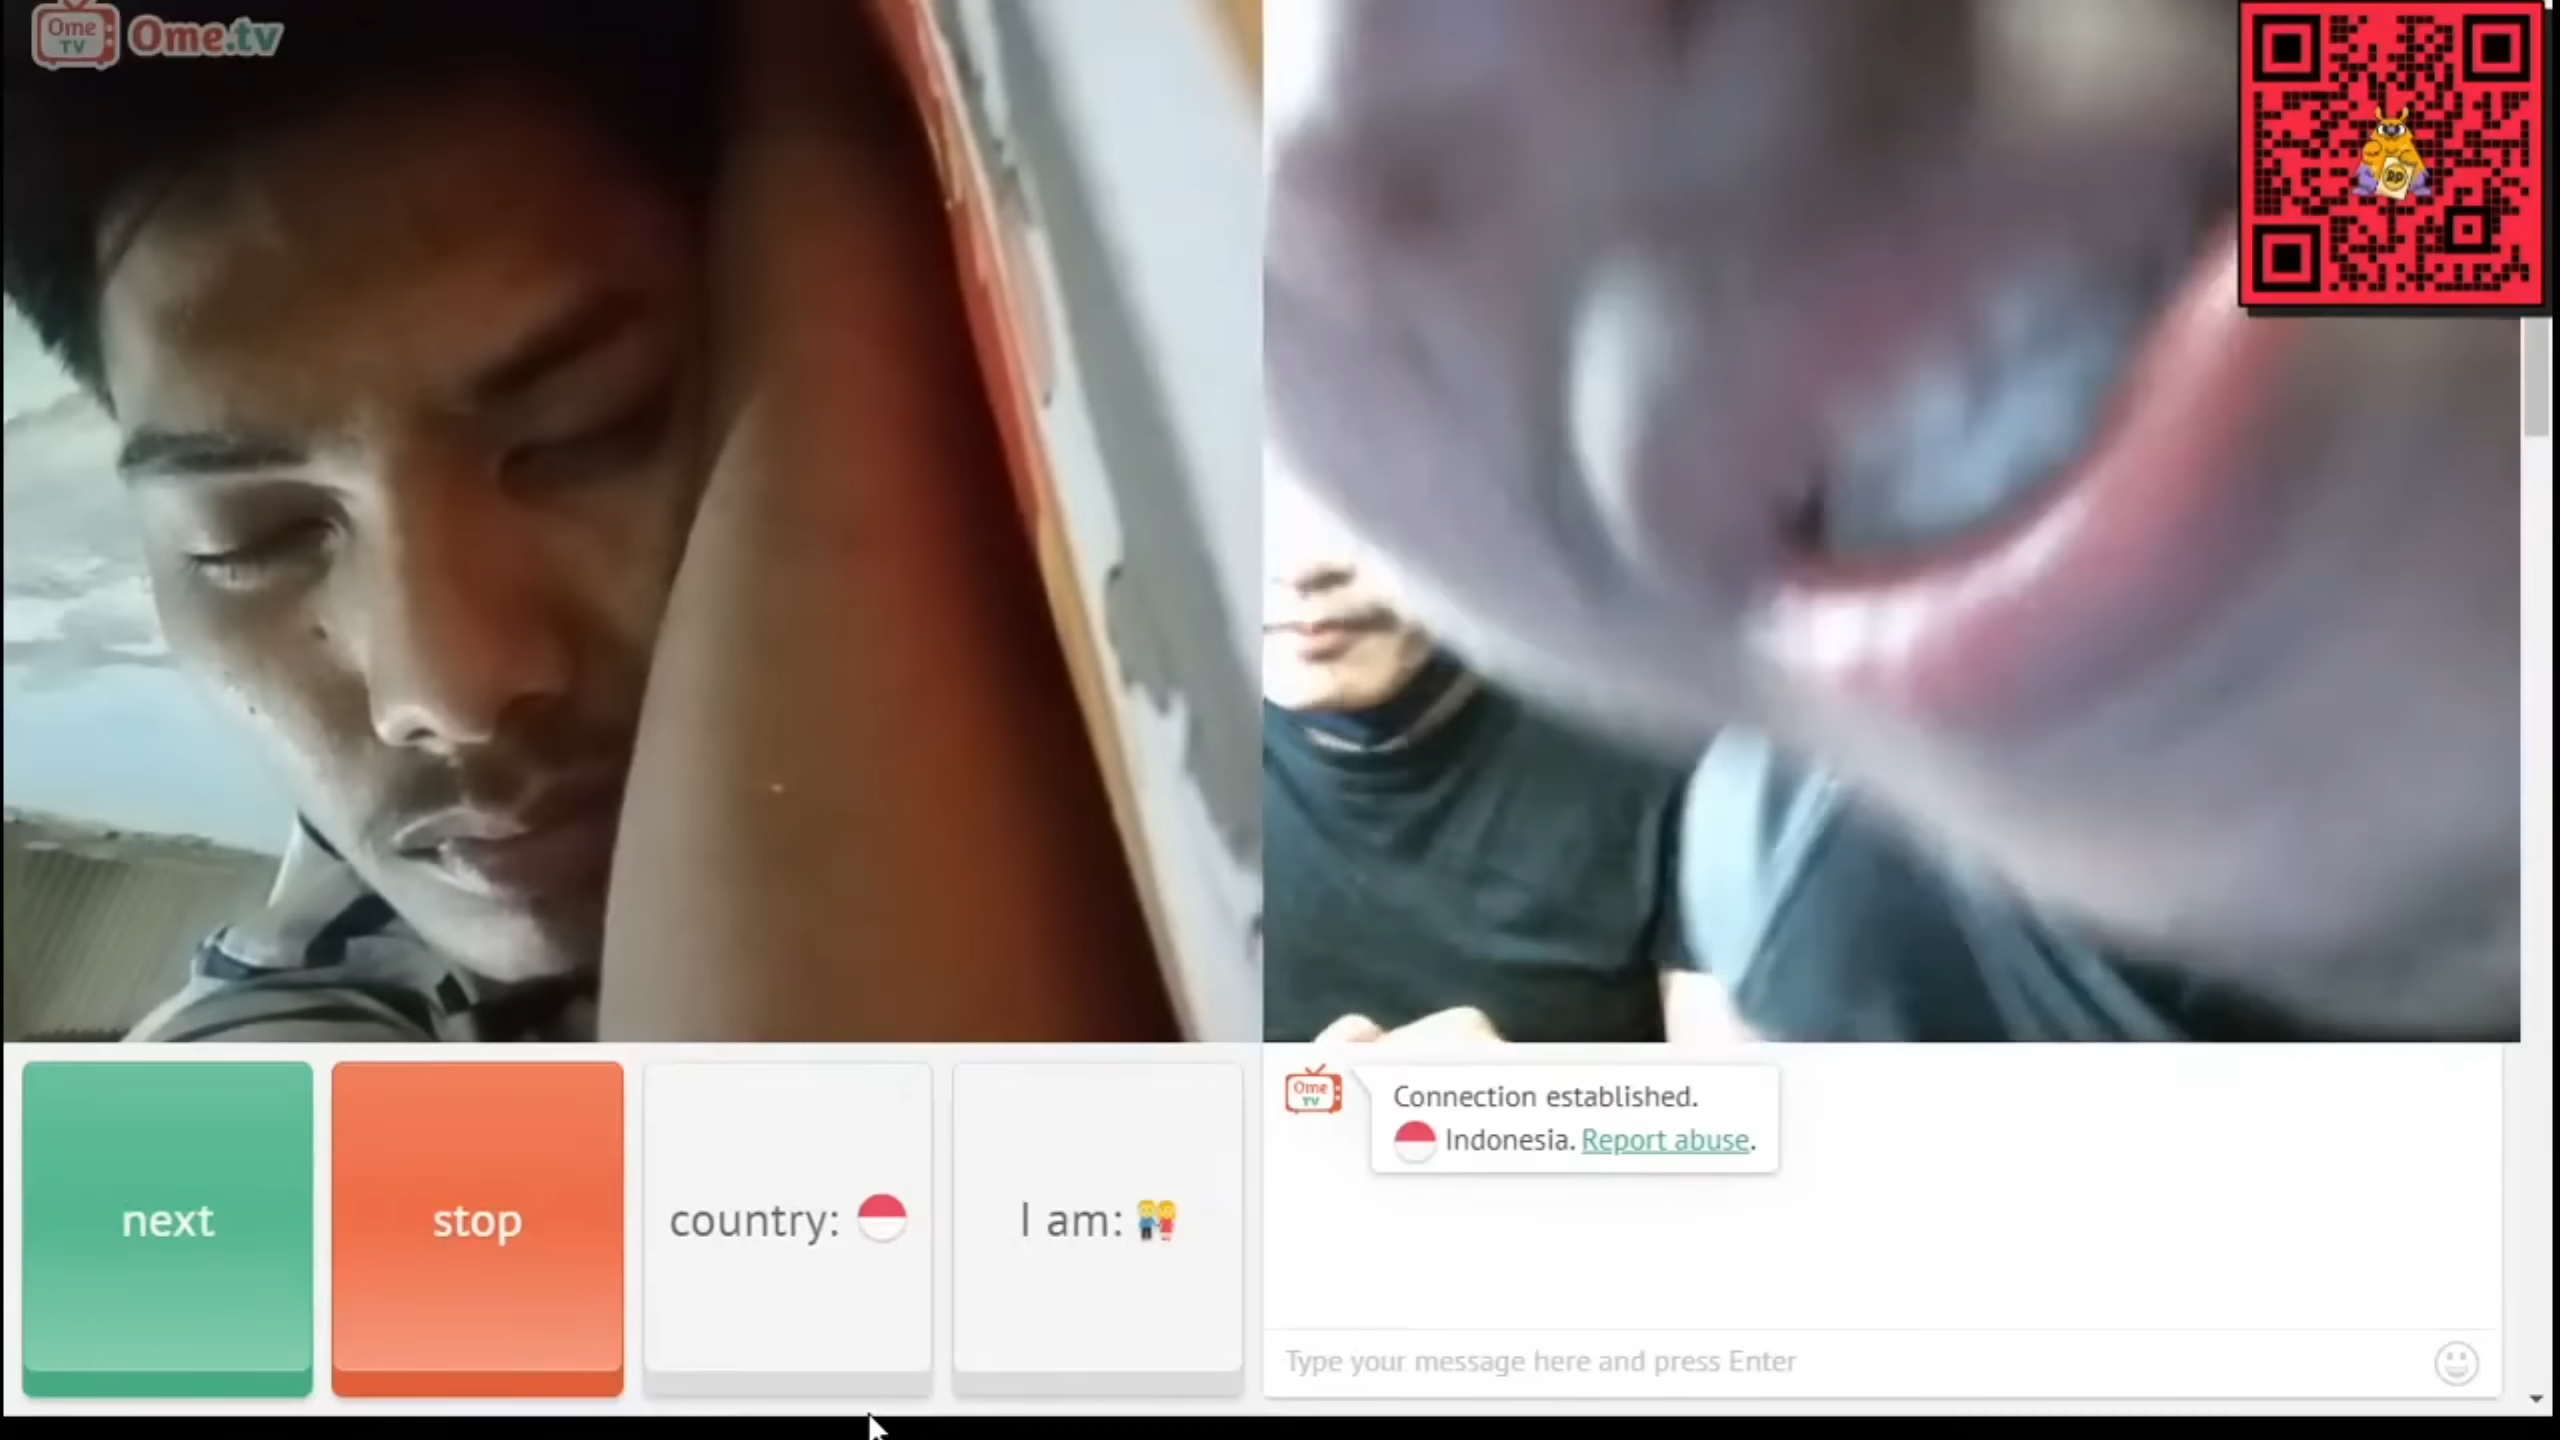 Ome TV Ome.tv
RP
next
stop
country:
I am:
Ome TV
Connection established.
Indonesia. Report abuse.
Type your message here and press Enter